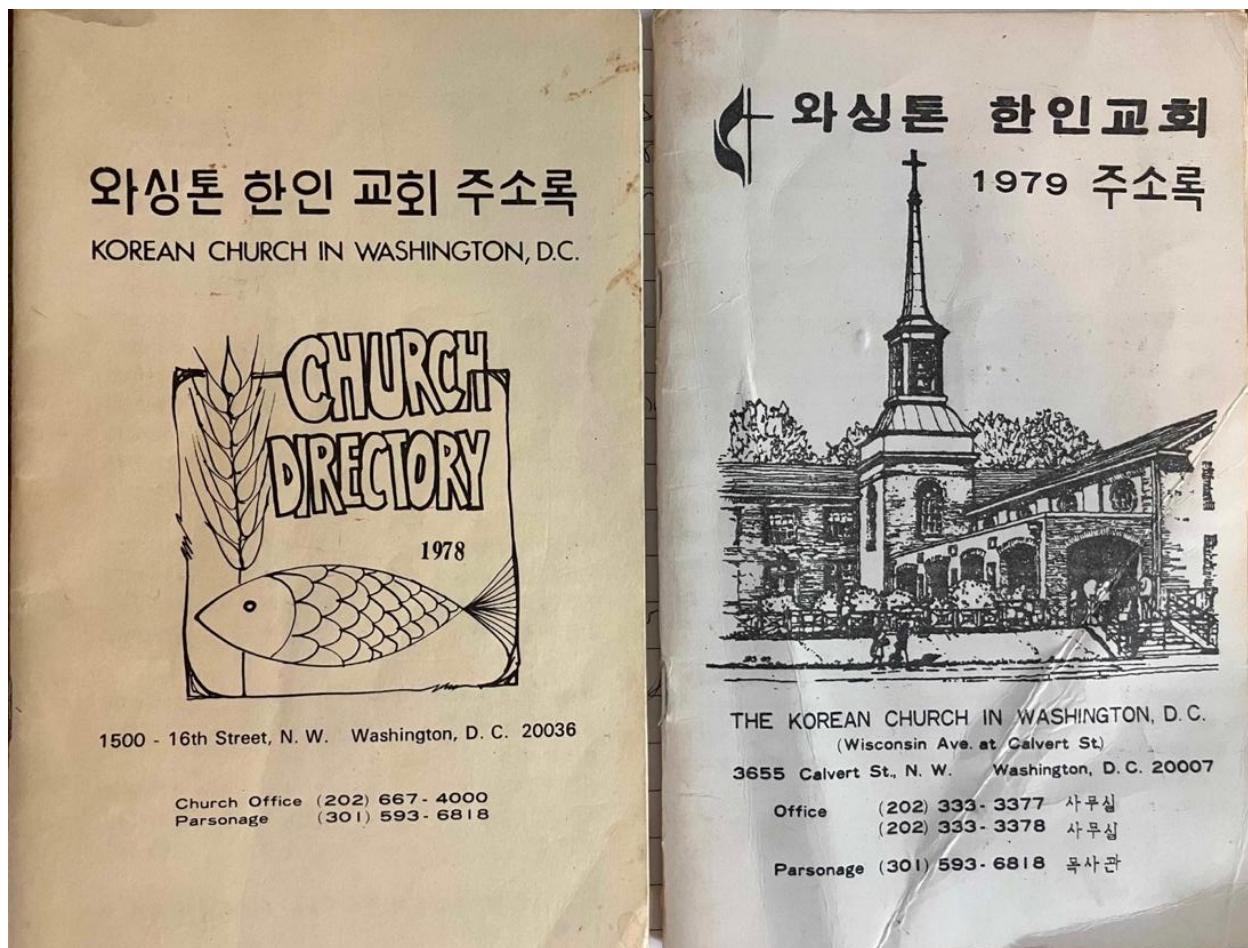 와싱톤 한인 교회 주소록
KOREAN CHURCH IN WASHINGTON, D.C.
CHURCH
DIRECTORY
1978
1500 - 16th Street, N. W. Washington, D. C. 20036
Church Office (202) 667-4000
Parsonage (301) 593-6818
와싱톤 한인교회
1979 주소록
THE KOREAN CHURCH IN WASHINGTON, D. C.
(Wisconsin Ave. at Calvert St.)
3655 Calvert St., N. W. Washington, D. C. 20007
Office (202) 333-3377 사무실
(202) 333-3378 사무실
Parsonage (301) 593-6818 목사관